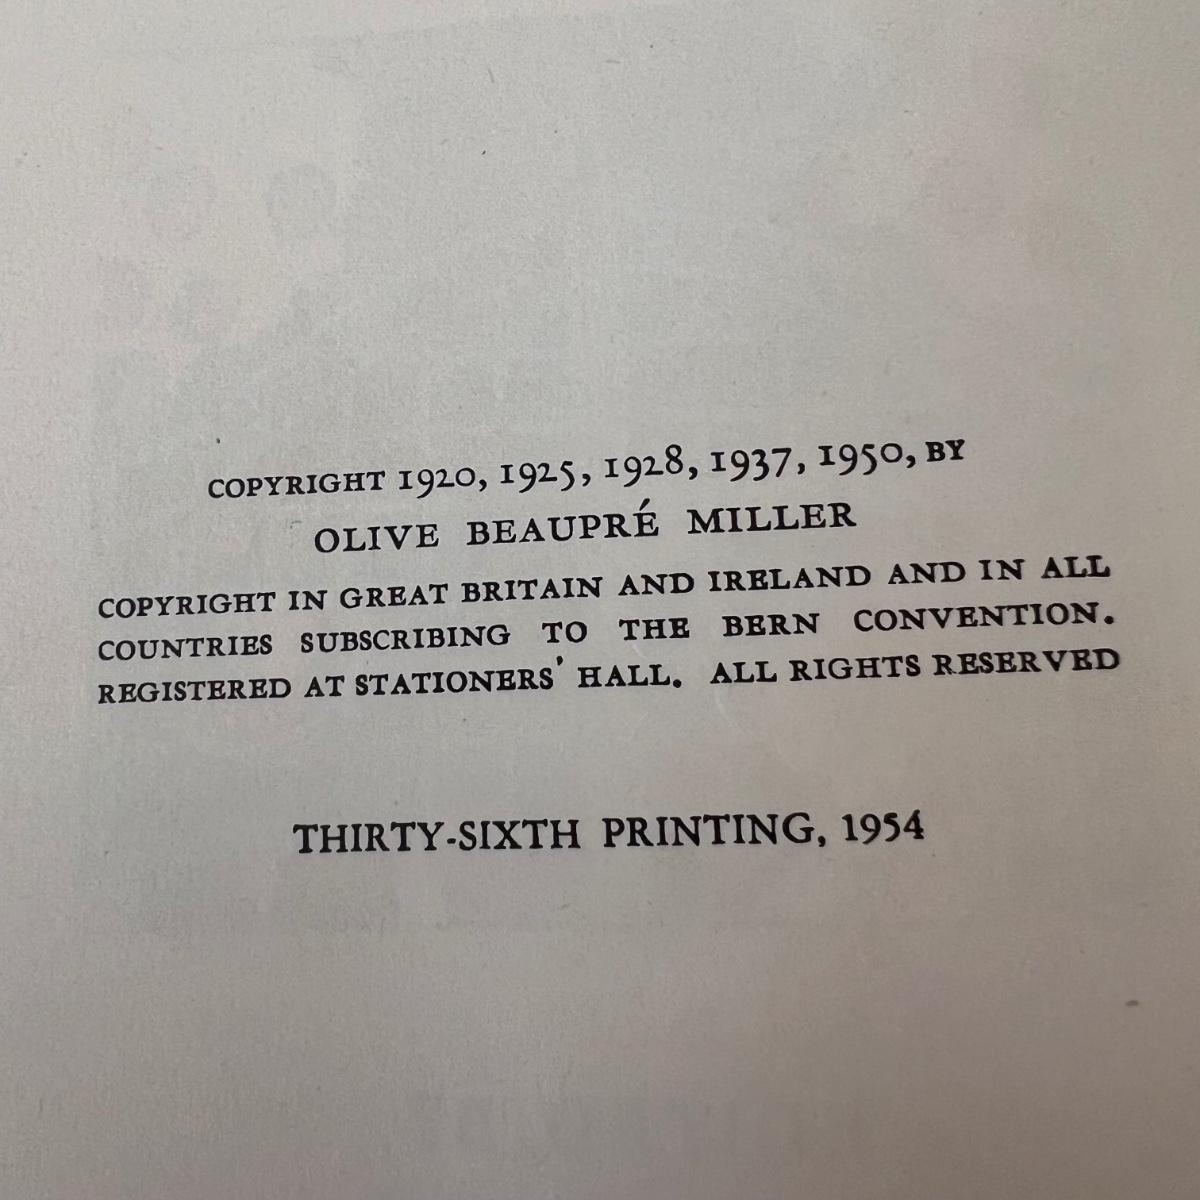 COPYRIGHT 1920, 1925, 1928, 1937, 1950, BY
OLIVE BEAUPRÉ MILLER
COPYRIGHT IN GREAT BRITAIN AND IRELAND AND IN ALL
COUNTRIES SUBSCRIBING TO THE BERN CONVENTION.
REGISTERED AT STATIONERS' HALL. ALL RIGHTS RESERVED
THIRTY-SIXTH PRINTING, 1954